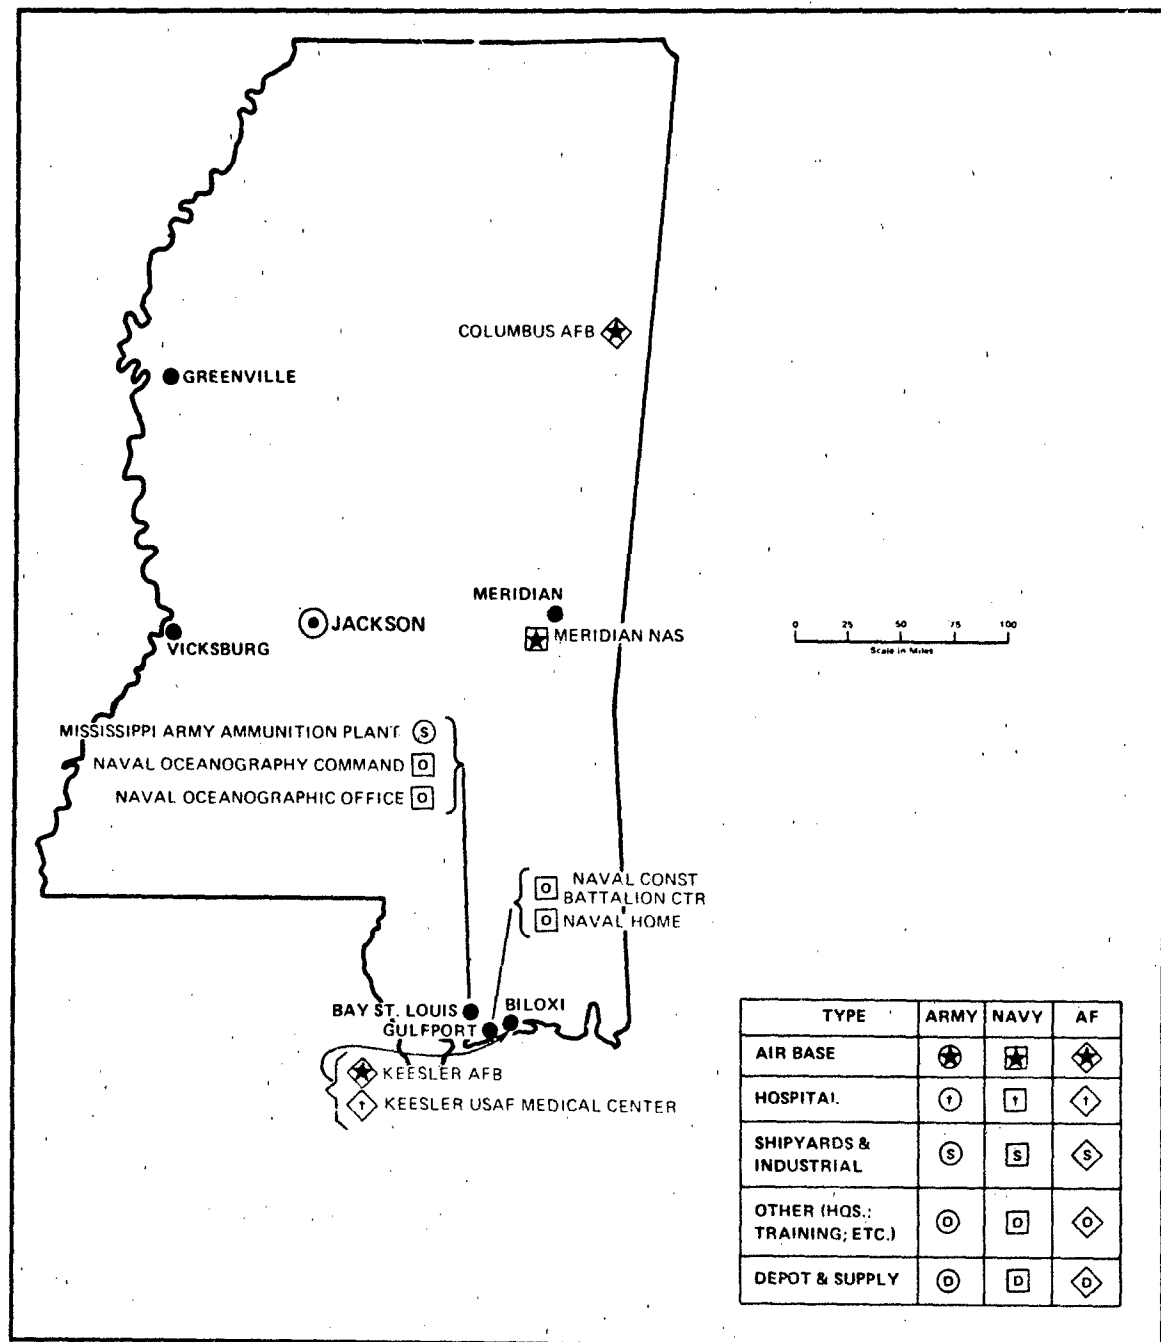 COLUMBUS AFB
GREENVILLE
MERIDIAN
JACKSON
MERIDIAN NAS
VICKSBURG
0 25 50 75 100
Scale in Miles
MISSISSIPPI ARMY AMMUNITION PLANT S
NAVAL OCEANOGRAPHY COMMAND O
NAVAL OCEANOGRAPHIC OFFICE O
O NAVAL CONST
BATTALION CTR
O NAVAL HOME
BAY ST. LOUIS
BILOXI
GULFPORT
KEESLER AFB
KEESLER USAF MEDICAL CENTER
TYPE ARMY NAVY AF
AIR BASE
HOSPITAL
SHIPYARDS &
INDUSTRIAL S S S
OTHER (HQS.;
TRAINING; ETC.) O O O
DEPOT & SUPPLY D D D